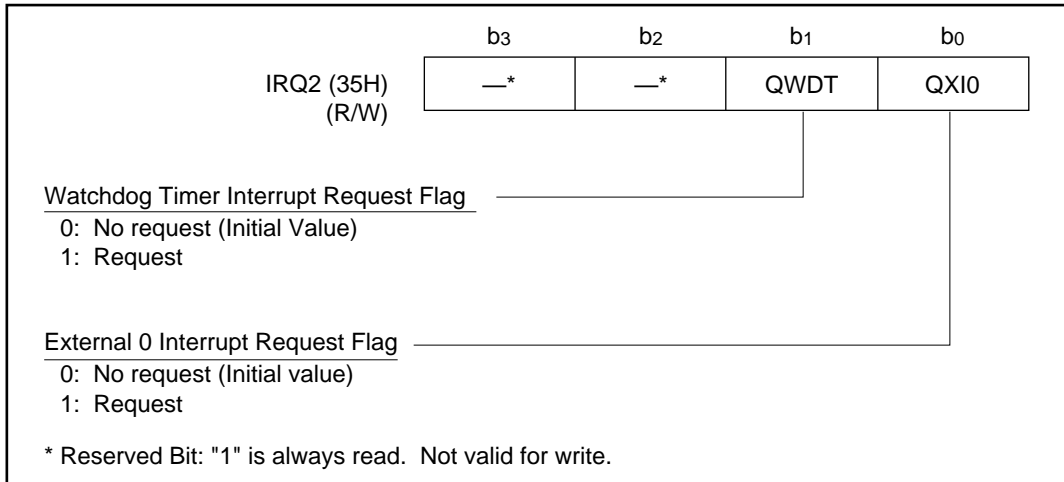 b3 b2 b1 b0
IRQ2 (35H) —* —* QWDT QXI0
(R/W)
Watchdog Timer Interrupt Request Flag
0: No request (Initial Value)
1: Request
External 0 Interrupt Request Flag
0: No request (Initial value)
1: Request
* Reserved Bit: "1" is always read. Not valid for write.